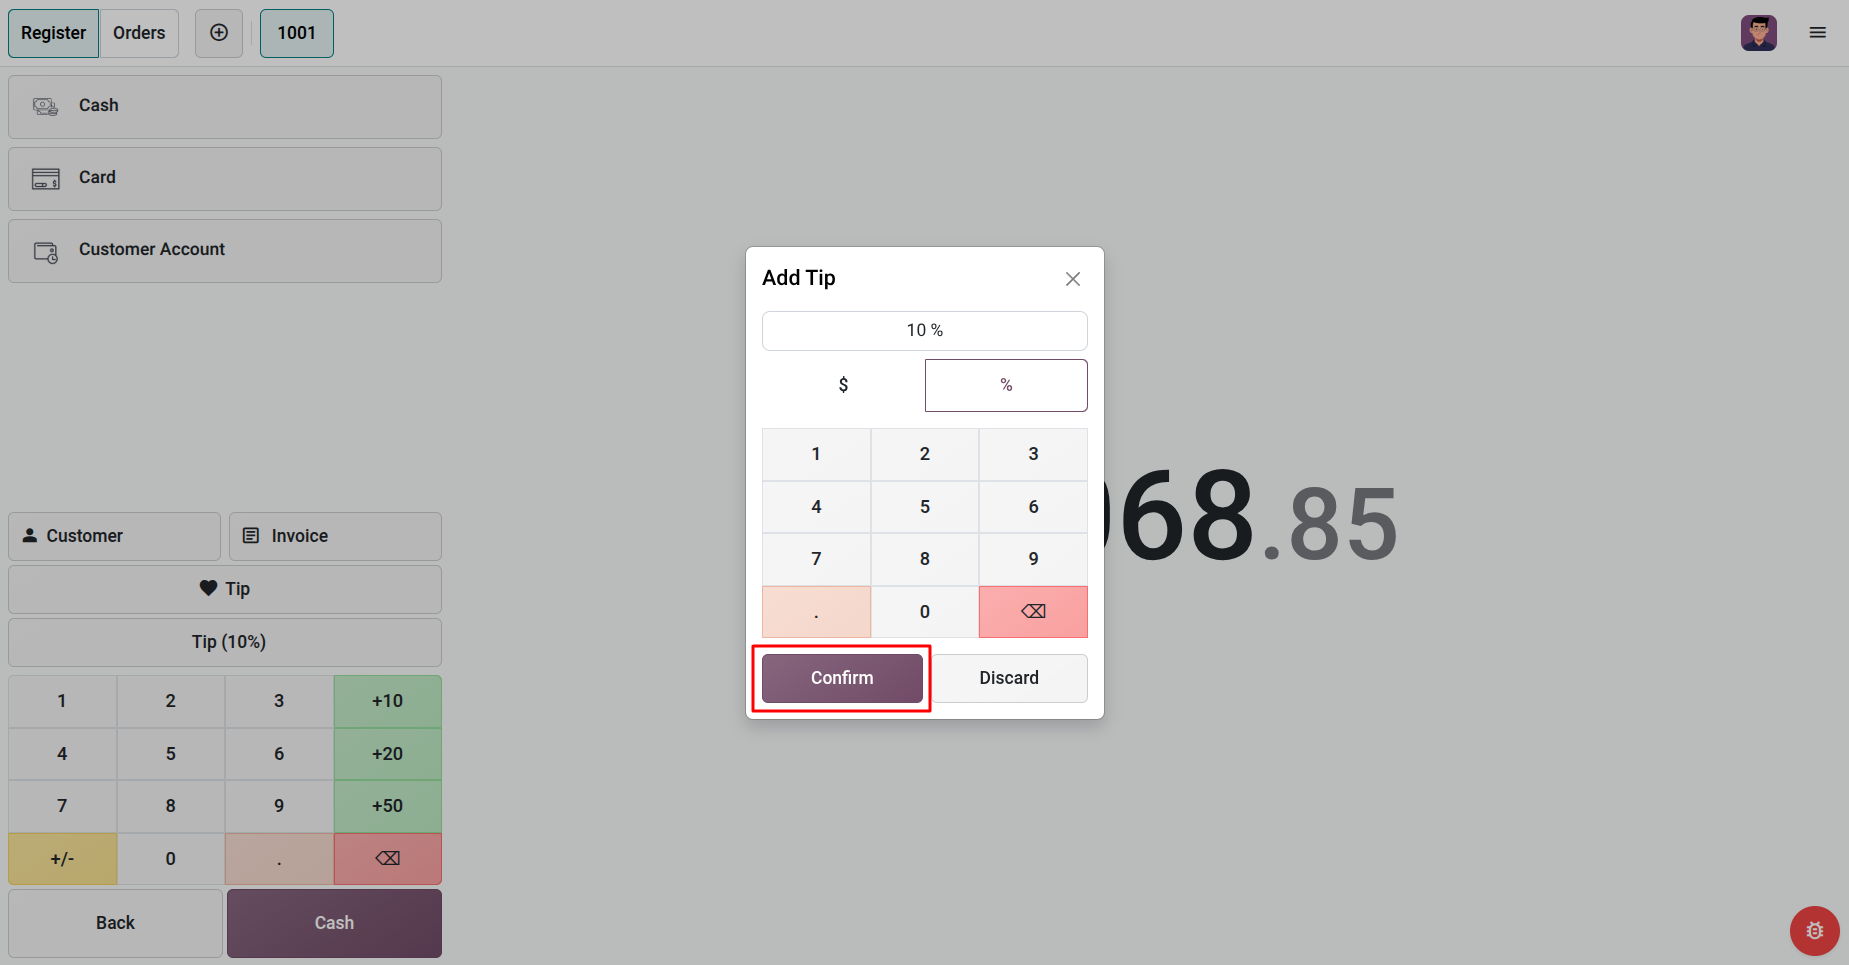 Register Orders 1001
Cash
Card
Customer Account
Customer Invoice
Tip
Tip (10%)
1 2 3 +10
4 5 6 +20
7 8 9 +50
+/- 0 . ⌫
Back Cash
Add Tip
10 %
$ %
1 2 3
4 5 6
7 8 9
. 0 ⌫
Confirm Discard
68.85